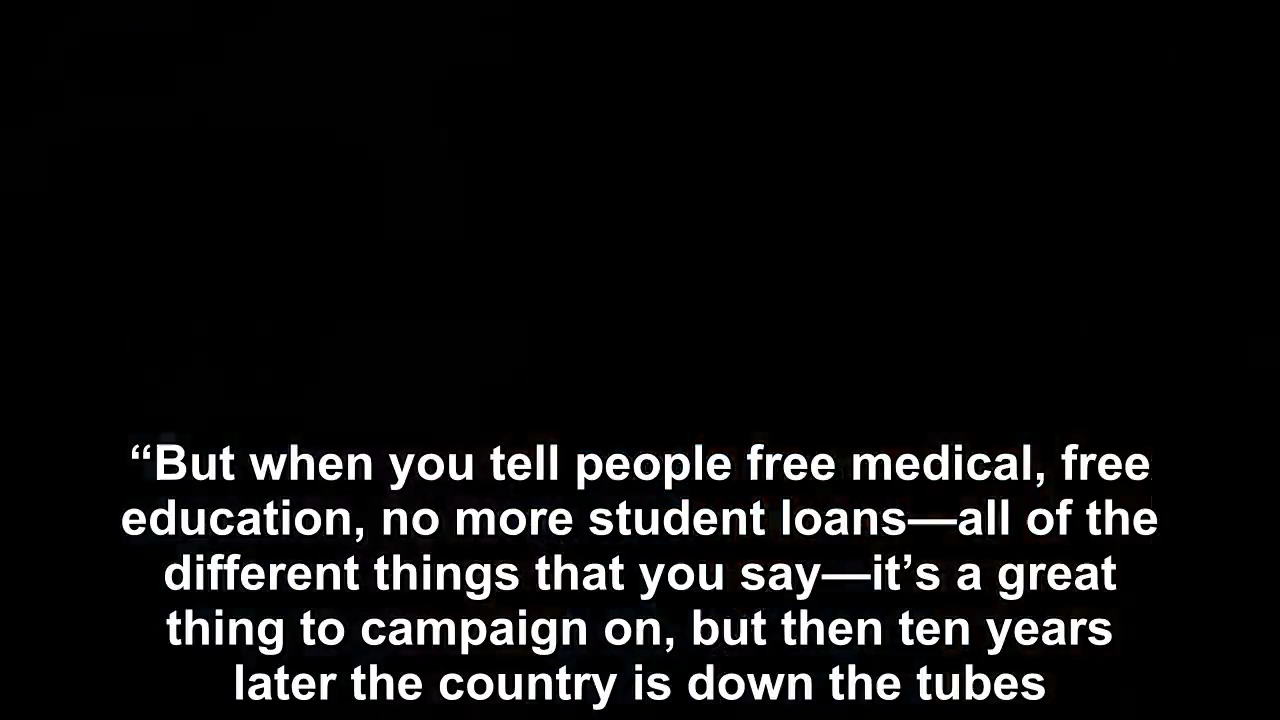 “But when you tell people free medical, free
education, no more student loans—all of the
different things that you say—it’s a great
thing to campaign on, but then ten years
later the country is down the tubes